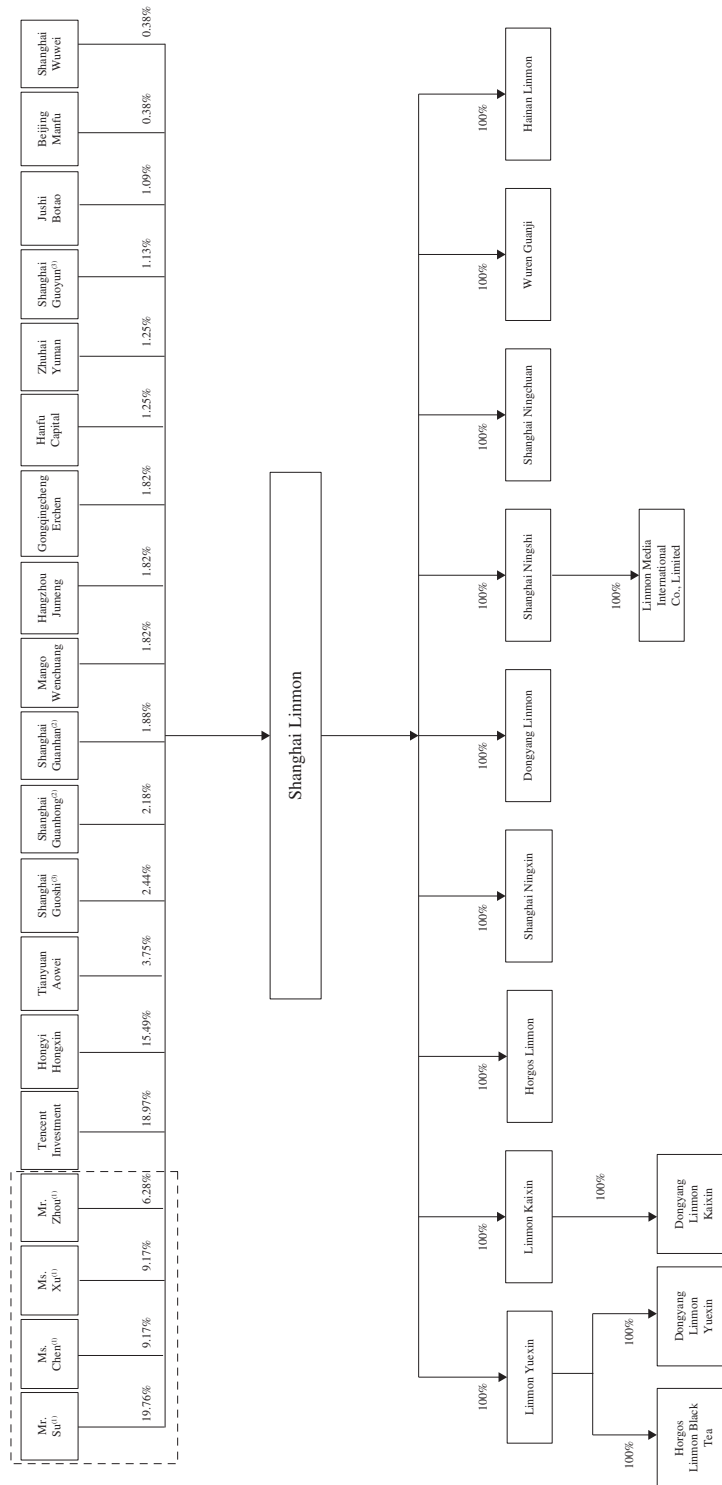 Mr.
Su(1)
Ms.
Chen(1)
Ms.
Xu(1)
Mr.
Zhou(1)
Tencent
Investment
Hongyi
Hongxin
Tianyuan
Aowei
Shanghai
Guoshi(3)
Shanghai
Guanhong(2)
Shanghai
Guanhan(2)
Mango
Wenchuang
Hangzhou
Jumeng
Gongqingcheng
Erchen
Hanfu
Capital
Zhuhai
Yuman
Shanghai
Guoyun(3)
Jushi
Botao
Beijing
Manfu
Shanghai
Wuwei
19.76%
9.17%
9.17%
6.28%
18.97%
15.49%
3.75%
2.44%
2.18%
1.88%
1.82%
1.82%
1.82%
1.25%
1.25%
1.13%
1.09%
0.38%
0.38%
Shanghai Linmon
100%
100%
100%
100%
100%
100%
100%
100%
100%
Linmon Yuexin
Linmon Kaixin
Horgos Linmon
Shanghai Ningxin
Dongyang Linmon
Shanghai Ningshi
Shanghai Ningchuan
Wuren Guanji
Hainan Linmon
100%
100%
100%
100%
Horgos
Linmon Black
Tea
Dongyang
Linmon
Yuexin
Dongyang
Linmon
Kaixin
Linmon Media
International
Co., Limited